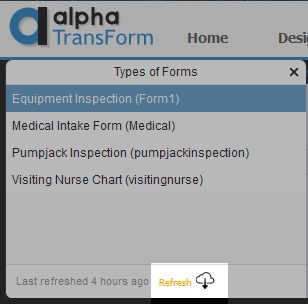 alpha
TransForm
Home
Desi
Types of Forms
Equipment Inspection (Form1)
Medical Intake Form (Medical)
Pumpjack Inspection (pumpjackinspection)
Visiting Nurse Chart (visitingnurse)
Last refreshed 4 hours ago Refresh